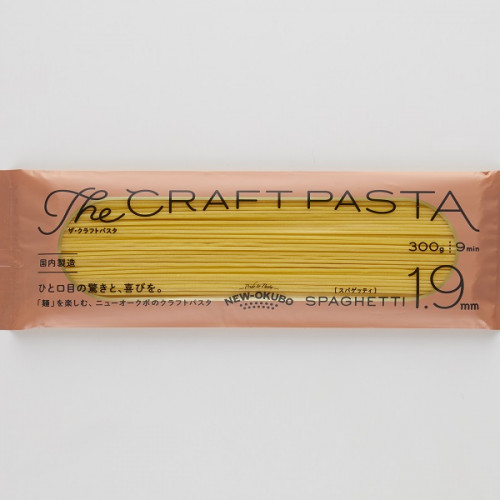 The CRAFT PASTA
ザ・クラフトパスタ
300g 9min
国内製造
ひと口目の驚きと、喜びを。
「麺」を楽しむ、ニューオークボのクラフトパスタ
NEW-OKUBO
[スパゲッティ]
SPAGHETTI 1.9mm